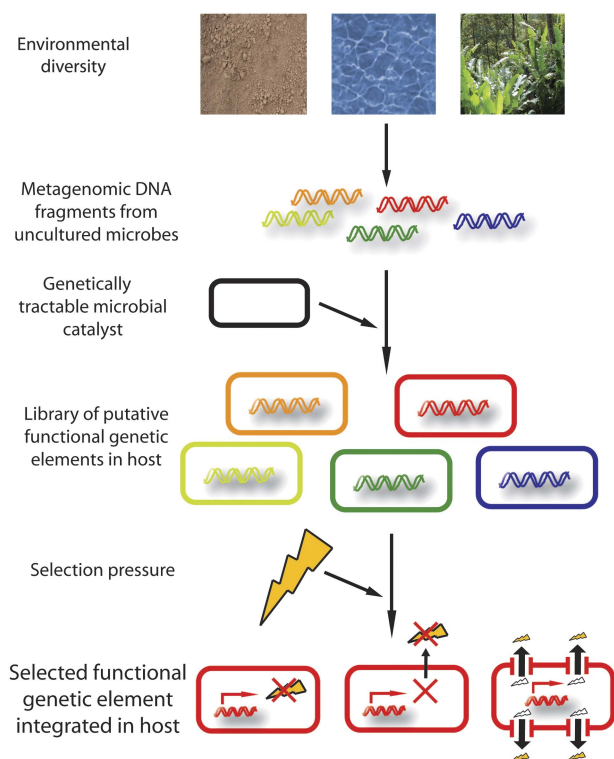 Environmental
diversity
Metagenomic DNA
fragments from
uncultured microbes
Genetically
tractable microbial
catalyst
Library of putative
functional genetic
elements in host
Selection pressure
Selected functional
genetic element
integrated in host